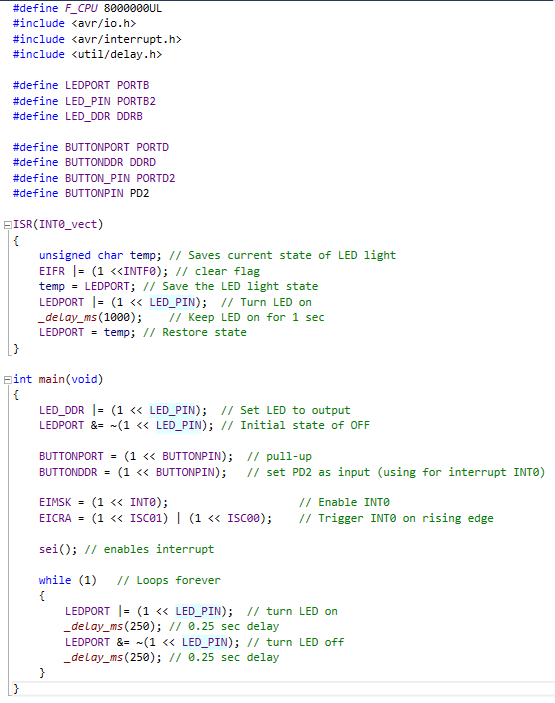 #define F_CPU 8000000UL
#include <avr/io.h>
#include <avr/interrupt.h>
#include <util/delay.h>

#define LEDPORT PORTB
#define LED_PIN PORTB2
#define LED_DDR DDRB

#define BUTTONPORT PORTD
#define BUTTONDDR DDRD
#define BUTTON_PIN PORTD2
#define BUTTONPIN PD2

ISR(INT0_vect)
{
    unsigned char temp; // Saves current state of LED light
    EIFR |= (1 <<INTF0); // clear flag
    temp = LEDPORT; // Save the LED light state
    LEDPORT |= (1 << LED_PIN);  // Turn LED on
    _delay_ms(1000);    // Keep LED on for 1 sec
    LEDPORT = temp; // Restore state
}

int main(void)
{
    LED_DDR |= (1 << LED_PIN);  // Set LED to output
    LEDPORT &= ~(1 << LED_PIN); // Initial state of OFF

    BUTTONPORT = (1 << BUTTONPIN);  // pull-up
    BUTTONDDR = (1 << BUTTONPIN);   // set PD2 as input (using for interrupt INT0)

    EIMSK = (1 << INT0);                    // Enable INT0
    EICRA = (1 << ISC01) | (1 << ISC00);    // Trigger INT0 on rising edge

    sei(); // enables interrupt

    while (1)   // Loops forever
    {
        LEDPORT |= (1 << LED_PIN);  // turn LED on
        _delay_ms(250); // 0.25 sec delay
        LEDPORT &= ~(1 << LED_PIN); // turn LED off
        _delay_ms(250); // 0.25 sec delay
    }
}